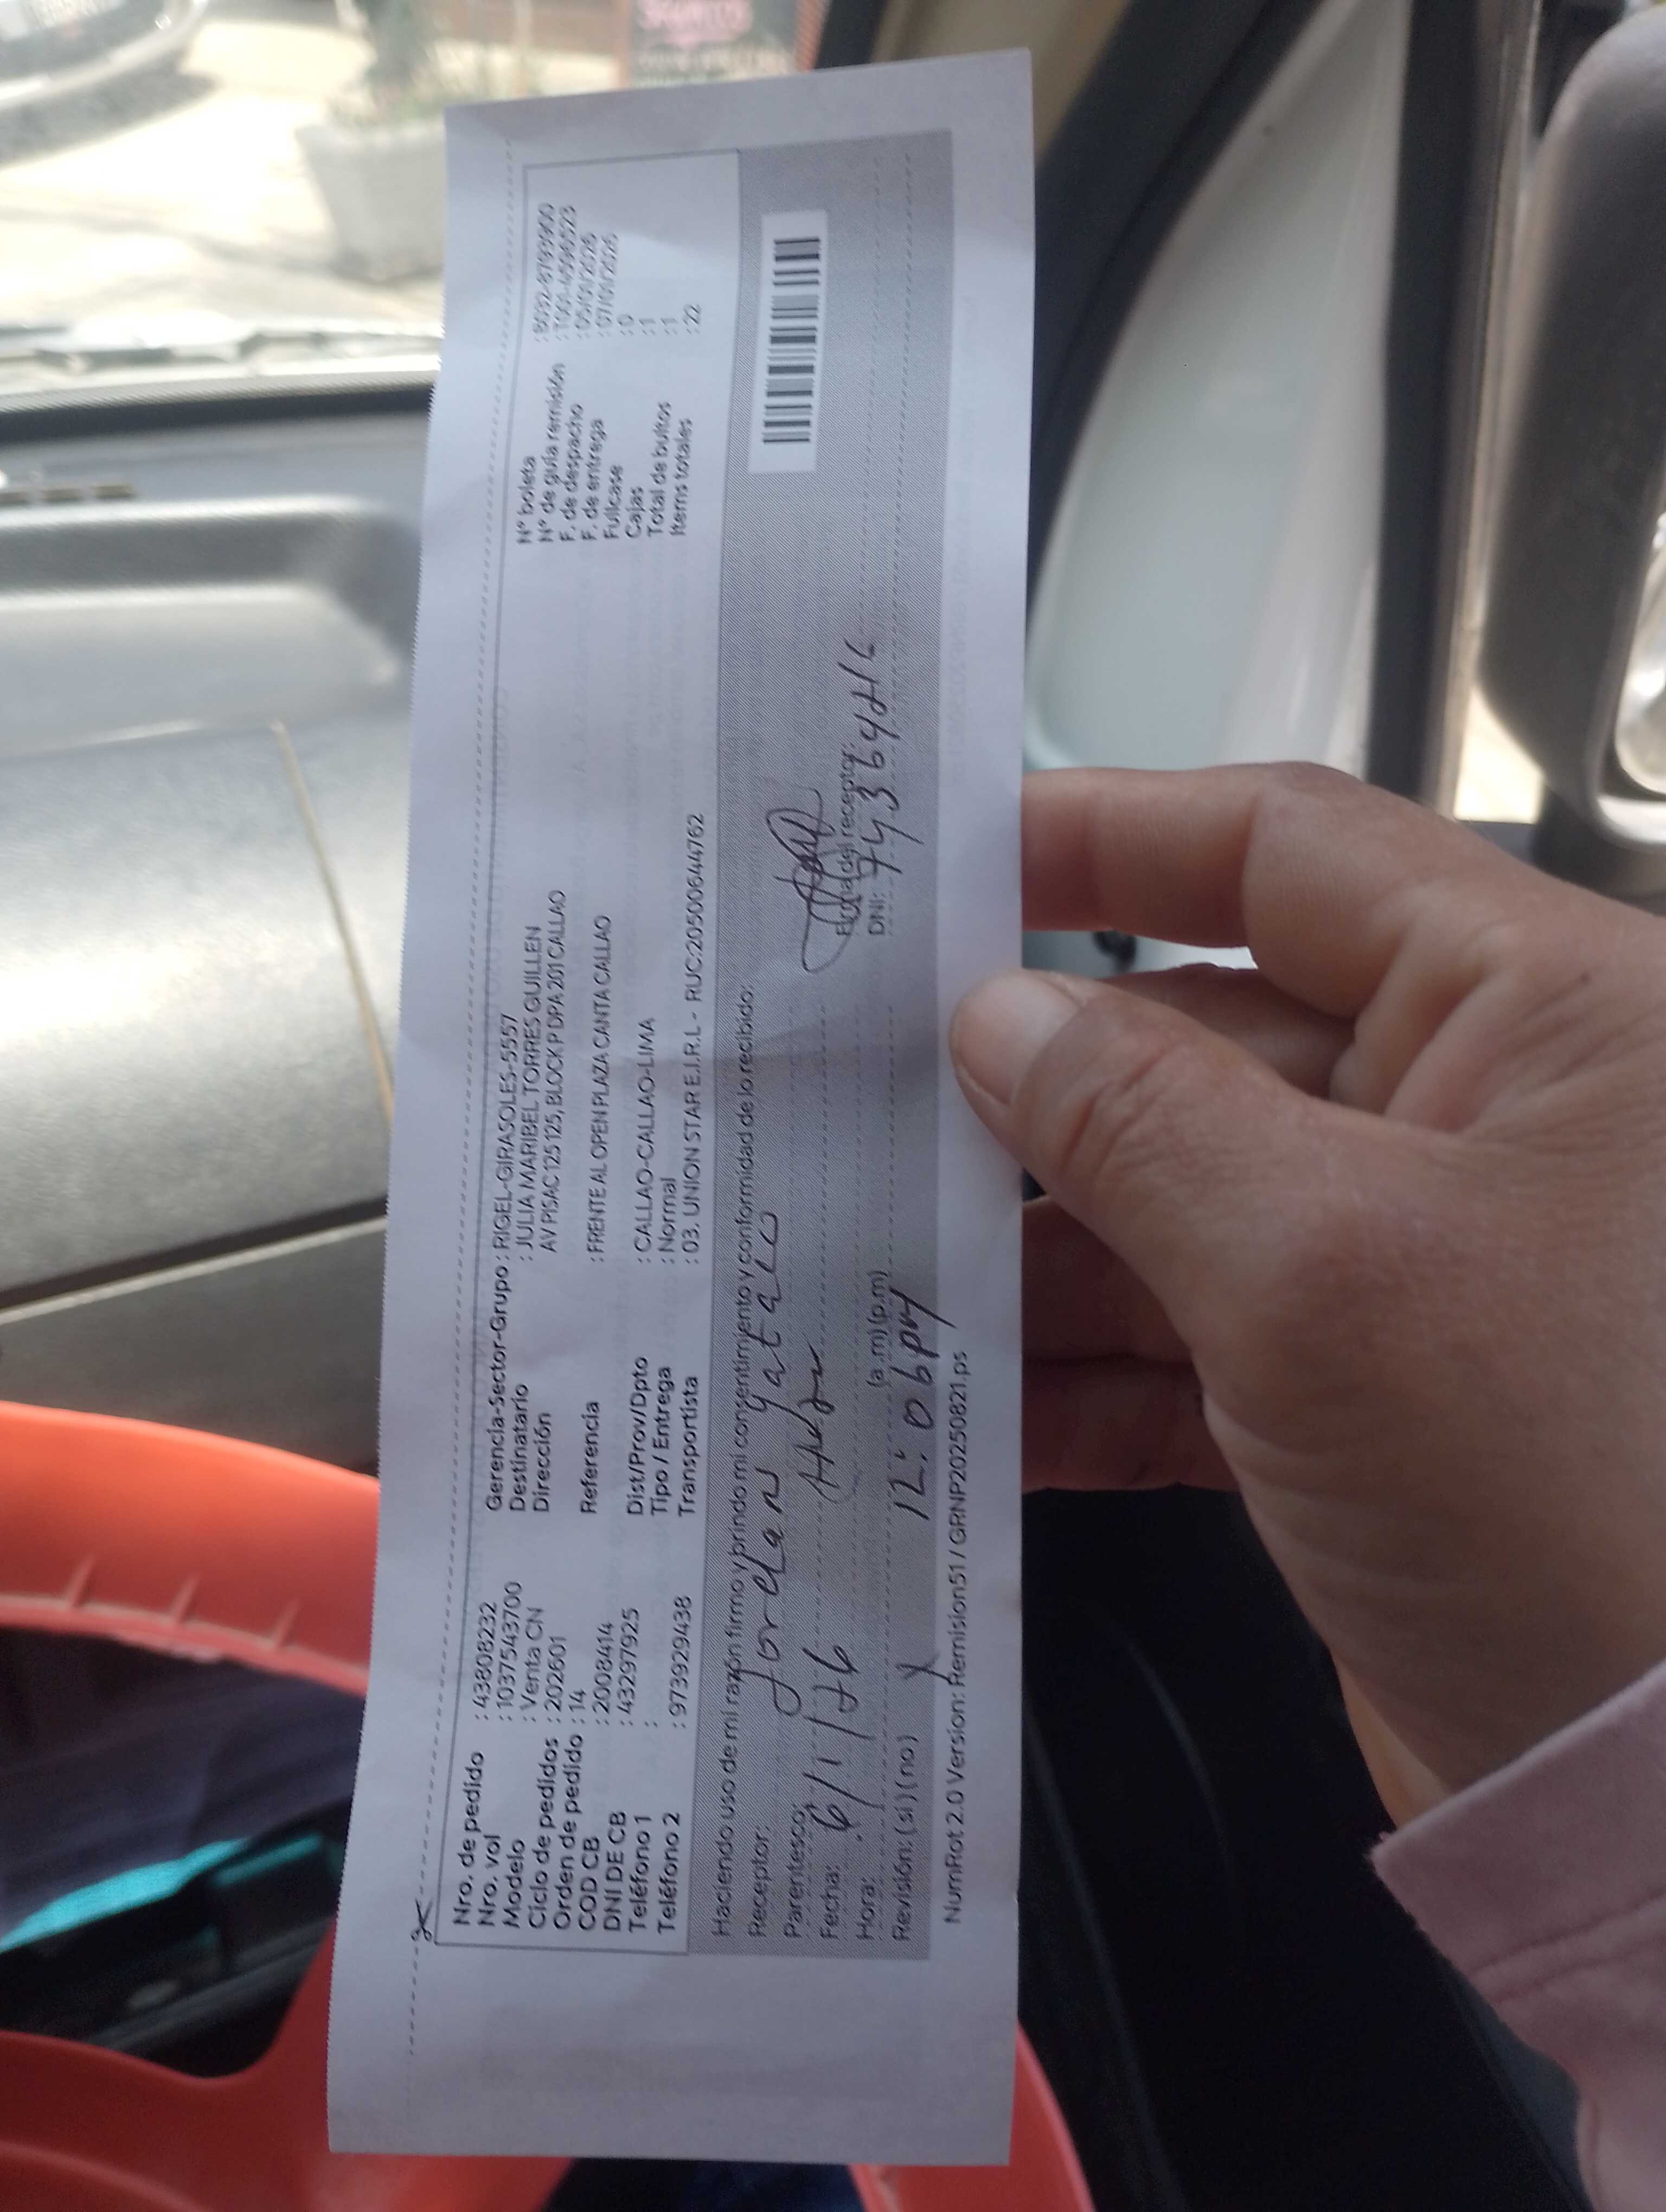 Nro. de pedido : 43808232
Nro. vol : 1037543700
Modelo : Venta CN
Ciclo de pedidos : 202601
Orden de pedido : 14
COD CB : 2008414
DNI DE CB : 43297925
Teléfono 1 :
Teléfono 2 : 973929438
Gerencia-Sector-Grupo : RIGEL-GIRASOLES-5557
Destinatario : JULIA MARIBEL TORRES GUILLEN
Dirección AV PISAC 125 125, BLOCK P DPA 201 CALLAO
Referencia : FRENTE AL OPEN PLAZA CANTA CALLAO
Dist/Prov/Dpto : CALLAO-CALLAO-LIMA
Tipo / Entrega : Normal
Transportista : 03. UNION STAR E.I.R.L - RUC:20500644762
N° boleta
N° de guía remisión
F. de despacho
F. de entrega
Fullcase : 0
Cajas : 1
Total de bultos : 1
Items totales : 22
Haciendo uso de mi razón firmo y brindo mi consentimiento y conformidad de lo recibido:
Receptor: Jordan Yataco
Parentesco:
Fecha: 6/1/26
Hora: 12:06pm (a.m)(p.m)
Revisión: (sí) (no) X
Firma del receptor:
DNI:
NumRot 2.0 Version: Remision51 / GRNP20250821.ps